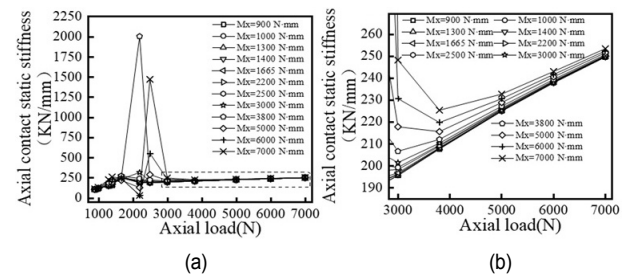 Axial contact static stiffness
（KN/mm）
2250
2000
1750
1500
1250
1000
750
500
250
0
Mx=900 N·mm
Mx=1000 N·mm
Mx=1300 N·mm
Mx=1400 N·mm
Mx=1665 N·mm
Mx=2200 N·mm
Mx=2500 N·mm
Mx=3000 N·mm
Mx=3800 N·mm
Mx=5000 N·mm
Mx=6000 N·mm
Mx=7000 N·mm
1000 2000 3000 4000 5000 6000 7000
Axial load(N)
(a)
Axial contact static stiffness
（KN/mm）
260
250
240
230
220
210
200
190
Mx=900 N·mm Mx=1000 N·mm
Mx=1300 N·mm Mx=1400 N·mm
Mx=1665 N·mm Mx=2200 N·mm
Mx=2500 N·mm Mx=3000 N·mm
Mx=3800 N·mm
Mx=5000 N·mm
Mx=6000 N·mm
Mx=7000 N·mm
3000 4000 5000 6000 7000
Axial load(N)
(b)